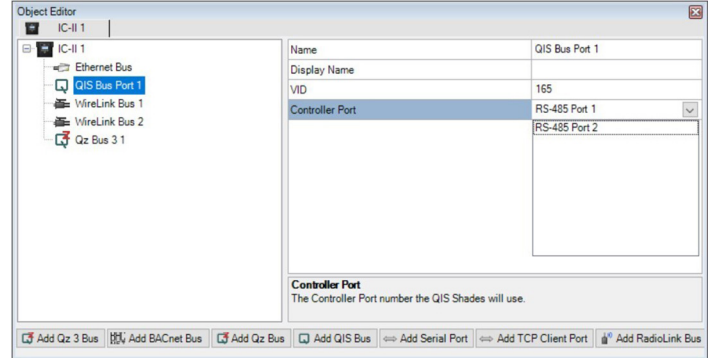 Object Editor
IC-II 1
IC-II 1
Ethernet Bus
QIS Bus Port 1
WireLink Bus 1
WireLink Bus 2
Qz Bus 3 1
Name QIS Bus Port 1
Display Name
VID 165
Controller Port RS-485 Port 1
RS-485 Port 2
Controller Port
The Controller Port number the QIS Shades will use.
Add Qz 3 Bus Add BACnet Bus Add Qz Bus Add QIS Bus Add Serial Port Add TCP Client Port Add RadioLink Bus